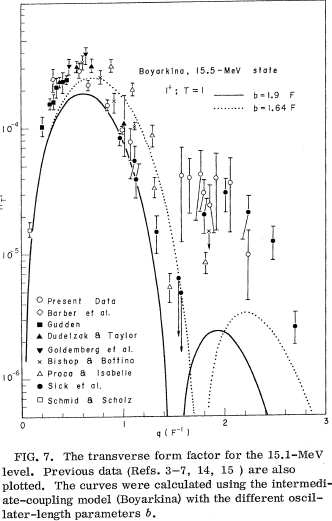 Boyarkina, 15.5-MeV state
1⁺; T=1
b=1.9 F
b=1.64 F
10⁻⁴
10⁻⁵
10⁻⁶
Present Data
Barber et al.
Gudden
Dudelzak & Taylor
Goldemberg et al.
Bishop & Bottino
Proca & Isabelle
Sick et al.
Schmid & Scholz
0 1 2 3
q (F⁻¹)
FIG. 7. The transverse form factor for the 15.1-MeV
level. Previous data (Refs. 3-7, 14, 15 ) are also
plotted. The curves were calculated using the intermedi-
ate-coupling model (Boyarkina) with the different oscil-
later-length parameters b.